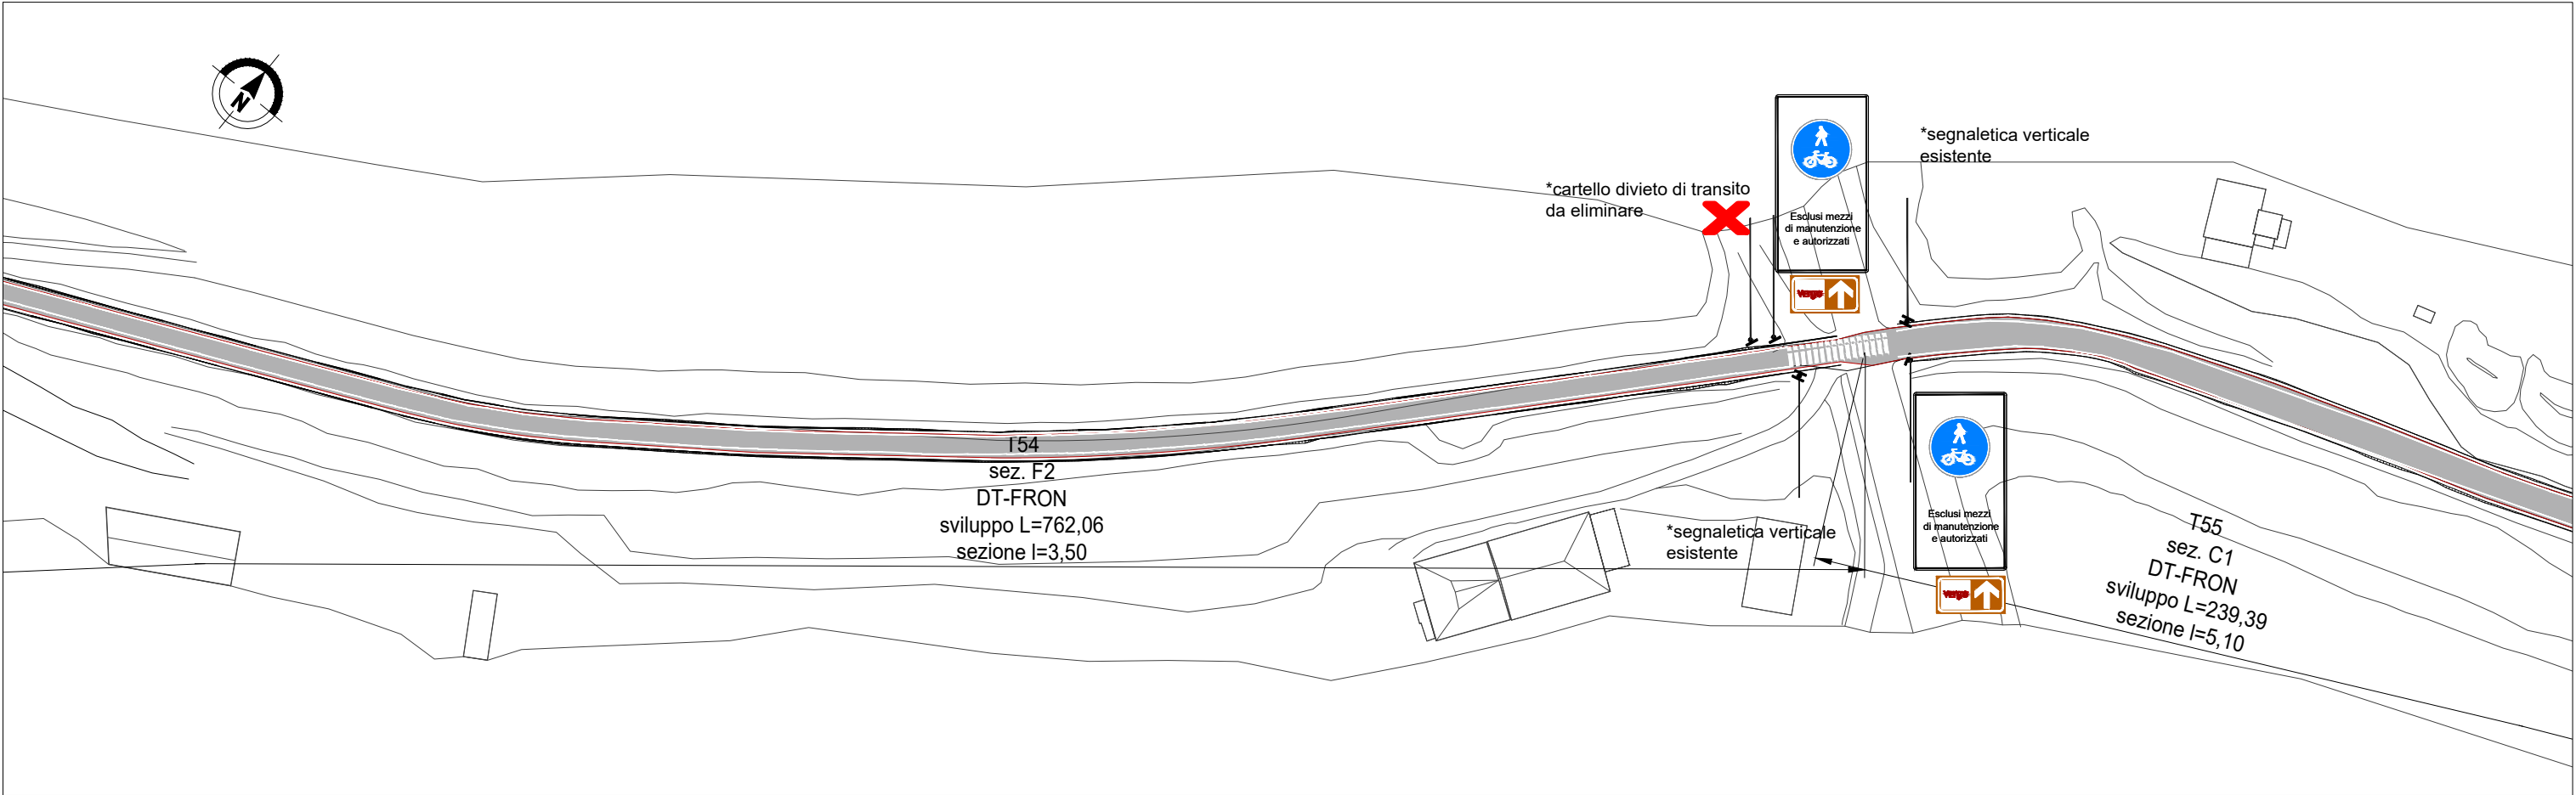 N
*segnaletica verticale
esistente
*cartello divieto di transito
da eliminare
Esclusi mezzi
di manutenzione
e autorizzati
vento
T54
sez. F2
DT-FRON
sviluppo L=762,06
sezione l=3,50
*segnaletica verticale
esistente
Esclusi mezzi
di manutenzione
e autorizzati
vento
T55
sez. C1
DT-FRON
sviluppo L=239,39
sezione l=5,10